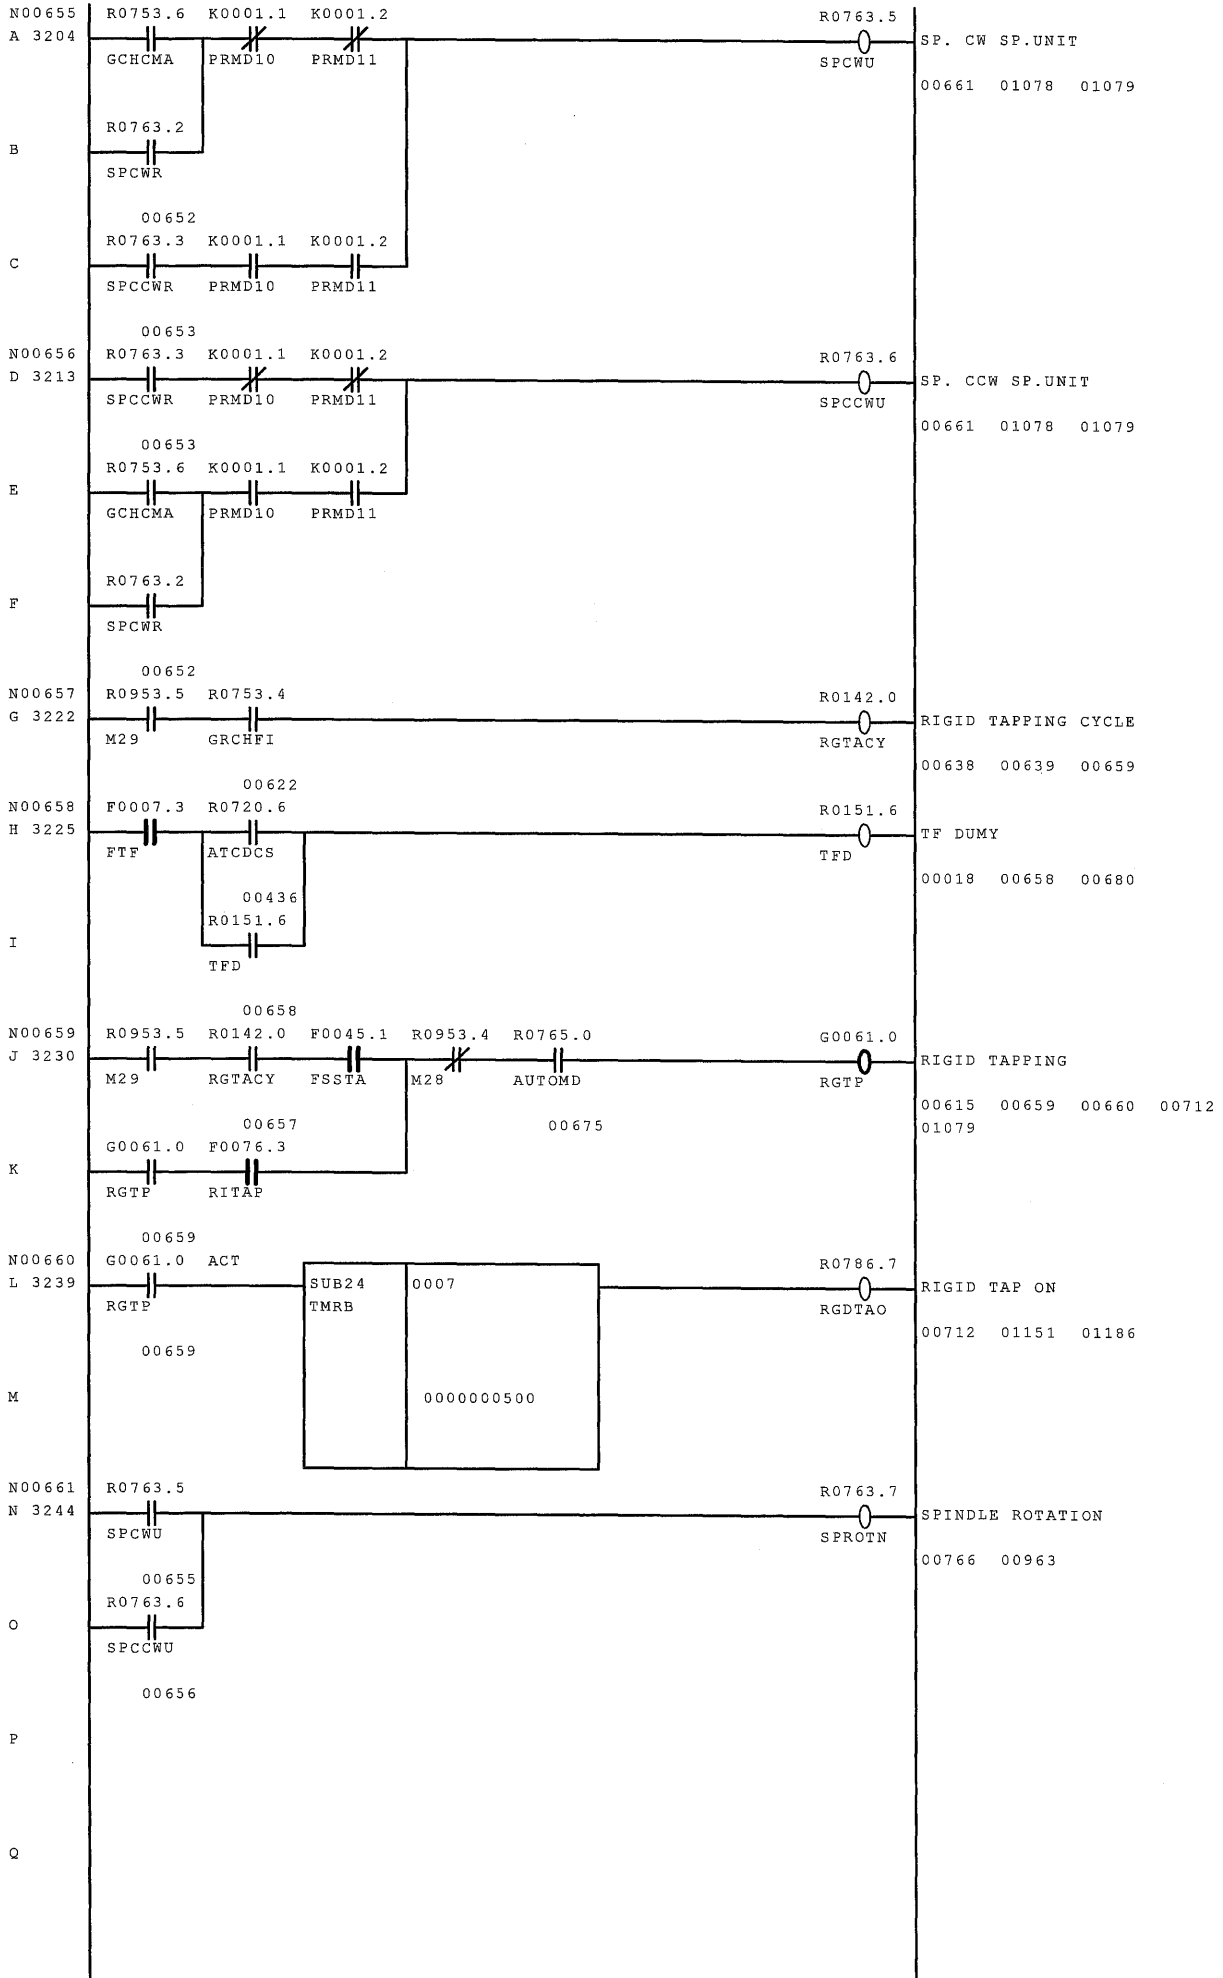 N00655 R0753.6 K0001.1 K0001.2 R0763.5
A 3204 SP. CW SP.UNIT
GCHCMA PRMD10 PRMD11 SPCWU
00661 01078 01079
R0763.2
B
SPCWR
00652
R0763.3 K0001.1 K0001.2
C
SPCCWR PRMD10 PRMD11
00653
N00656 R0763.3 K0001.1 K0001.2 R0763.6
D 3213 SP. CCW SP.UNIT
SPCCWR PRMD10 PRMD11 SPCCWU
00661 01078 01079
00653
R0753.6 K0001.1 K0001.2
E
GCHCMA PRMD10 PRMD11
R0763.2
F
SPCWR
00652
N00657 R0953.5 R0753.4 R0142.0
G 3222 RIGID TAPPING CYCLE
M29 GRCHFI RGTACY
00638 00639 00659
00622
N00658 F0007.3 R0720.6 R0151.6
H 3225 TF DUMY
FTF ATCDCS TFD
00018 00658 00680
00436
R0151.6
I
TFD
00658
N00659 R0953.5 R0142.0 F0045.1 R0953.4 R0765.0 G0061.0
J 3230 RIGID TAPPING
M29 RGTACY FSSTA M28 AUTOMD RGTP
00615 00659 00660 00712
00657 00675 01079
G0061.0 F0076.3
K
RGTP RITAP
00659
N00660 G0061.0 ACT R0786.7
L 3239 SUB24 0007 RIGID TAP ON
RGTP TMRB RGDTAO
00712 01151 01186
00659
M 0000000500
N00661 R0763.5 R0763.7
N 3244 SPINDLE ROTATION
SPCWU SPROTN
00766 00963
00655
R0763.6
O
SPCCWU
00656
P
Q